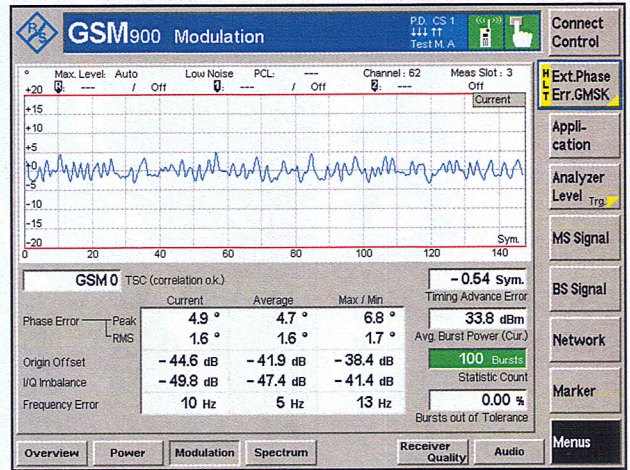 R&S
GSM900 Modulation
P.D. CS 1
Test M. A
Connect Control
° Max. Level: Auto Low Noise PCL: --- Channel : 62 Meas Slot : 3
--- / Off --- / Off --- Off
Current
+20
+15
+10
+5
+0
-5
-10
-15
-20
Sym.
0 20 40 60 80 100 120 140
GSM 0 TSC (correlation o.k.)
Current Average Max / Min
Phase Error Peak 4.9 ° 4.7 ° 6.8 °
RMS 1.6 ° 1.6 ° 1.7 °
Origin Offset - 44.6 dB - 41.9 dB - 38.4 dB
I/Q Imbalance - 49.8 dB - 47.4 dB - 41.4 dB
Frequency Error 10 Hz 5 Hz 13 Hz
- 0.54 Sym.
Timing Advance Error
33.8 dBm
Avg. Burst Power (Cur.)
100 Bursts
Statistic Count
0.00 %
Bursts out of Tolerance
HLT
Ext.Phase
Err.GMSK
Appli-
cation
Analyzer
Level Trg.
MS Signal
BS Signal
Network
Marker
Menus
Overview Power Modulation Spectrum Receiver Quality Audio